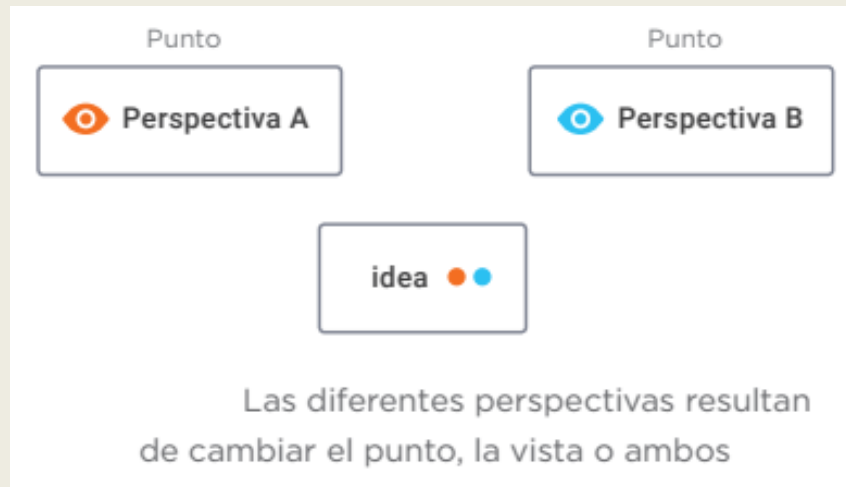 Punto
Punto
Perspectiva A
Perspectiva B
idea
Las diferentes perspectivas resultan
de cambiar el punto, la vista o ambos